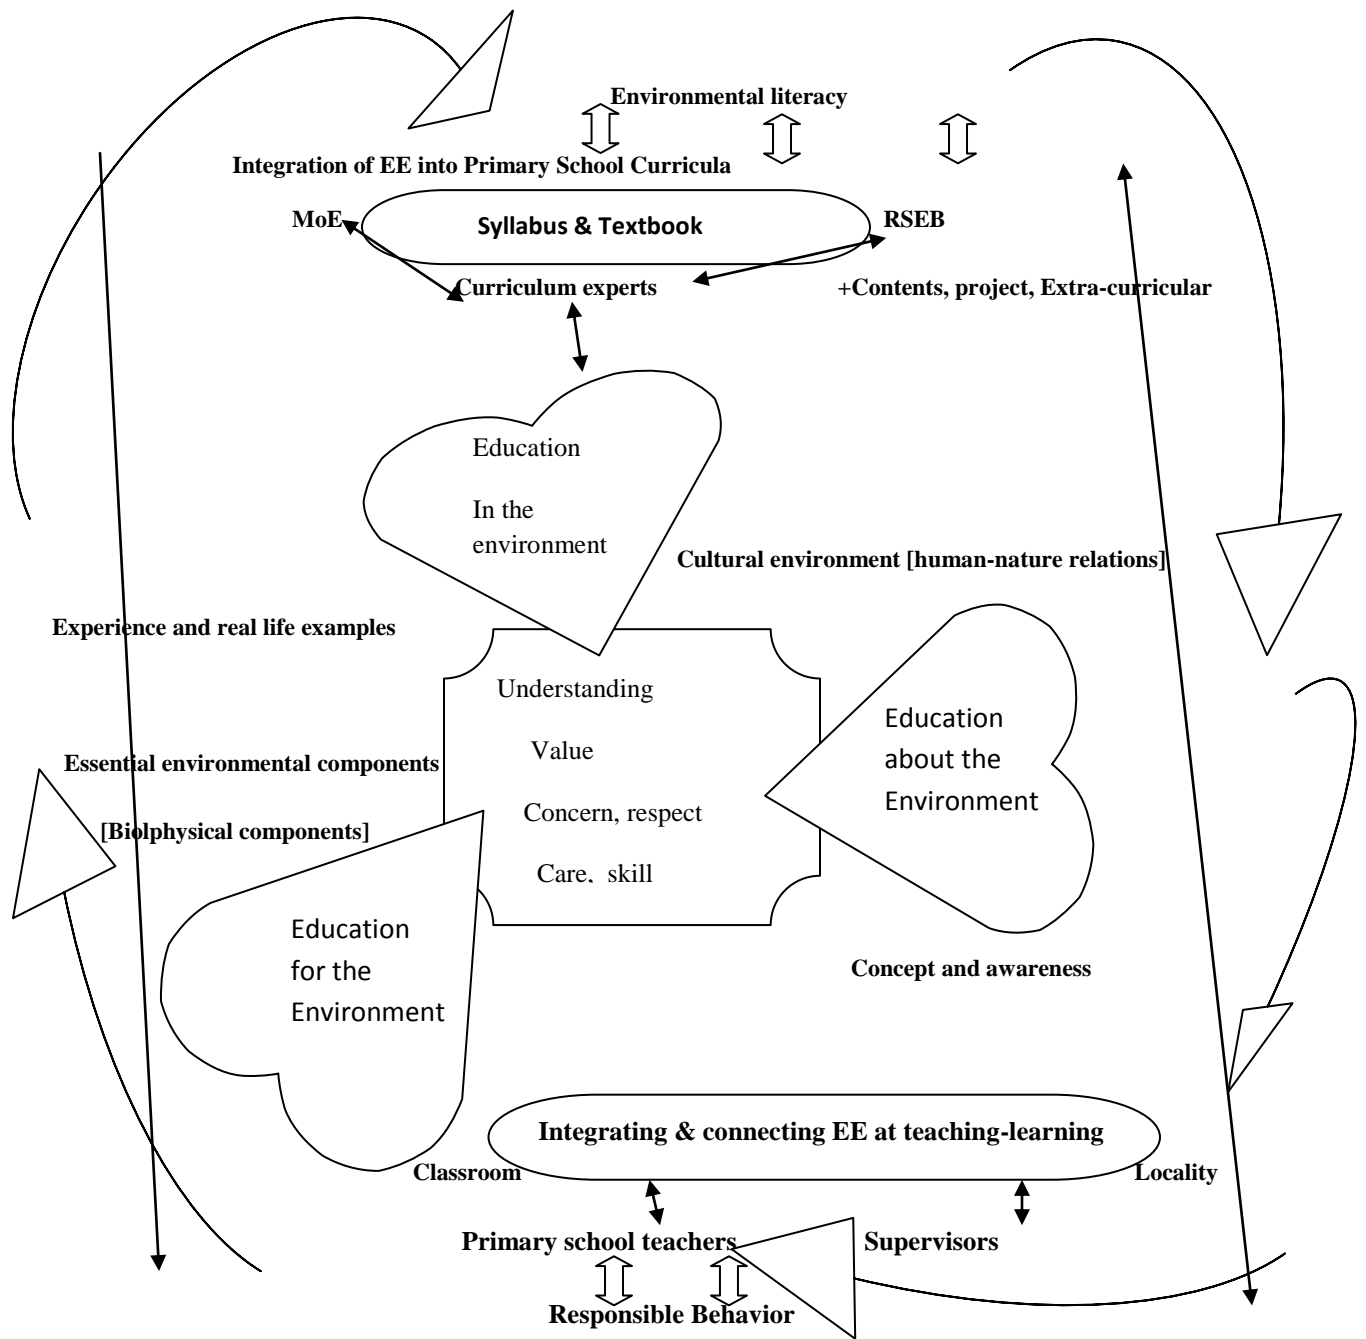 Environmental literacy
Integration of EE into Primary School Curricula
MoE
Syllabus & Textbook
RSEB
Curriculum experts
+Contents, project, Extra-curricular
Education
In the
environment
Cultural environment [human-nature relations]
Experience and real life examples
Understanding
Value
Concern, respect
Care, skill
Education
about the
Environment
Essential environmental components
[Biolphysical components]
Education
for the
Environment
Concept and awareness
Integrating & connecting EE at teaching-learning
Classroom
Locality
Primary school teachers
Supervisors
Responsible Behavior